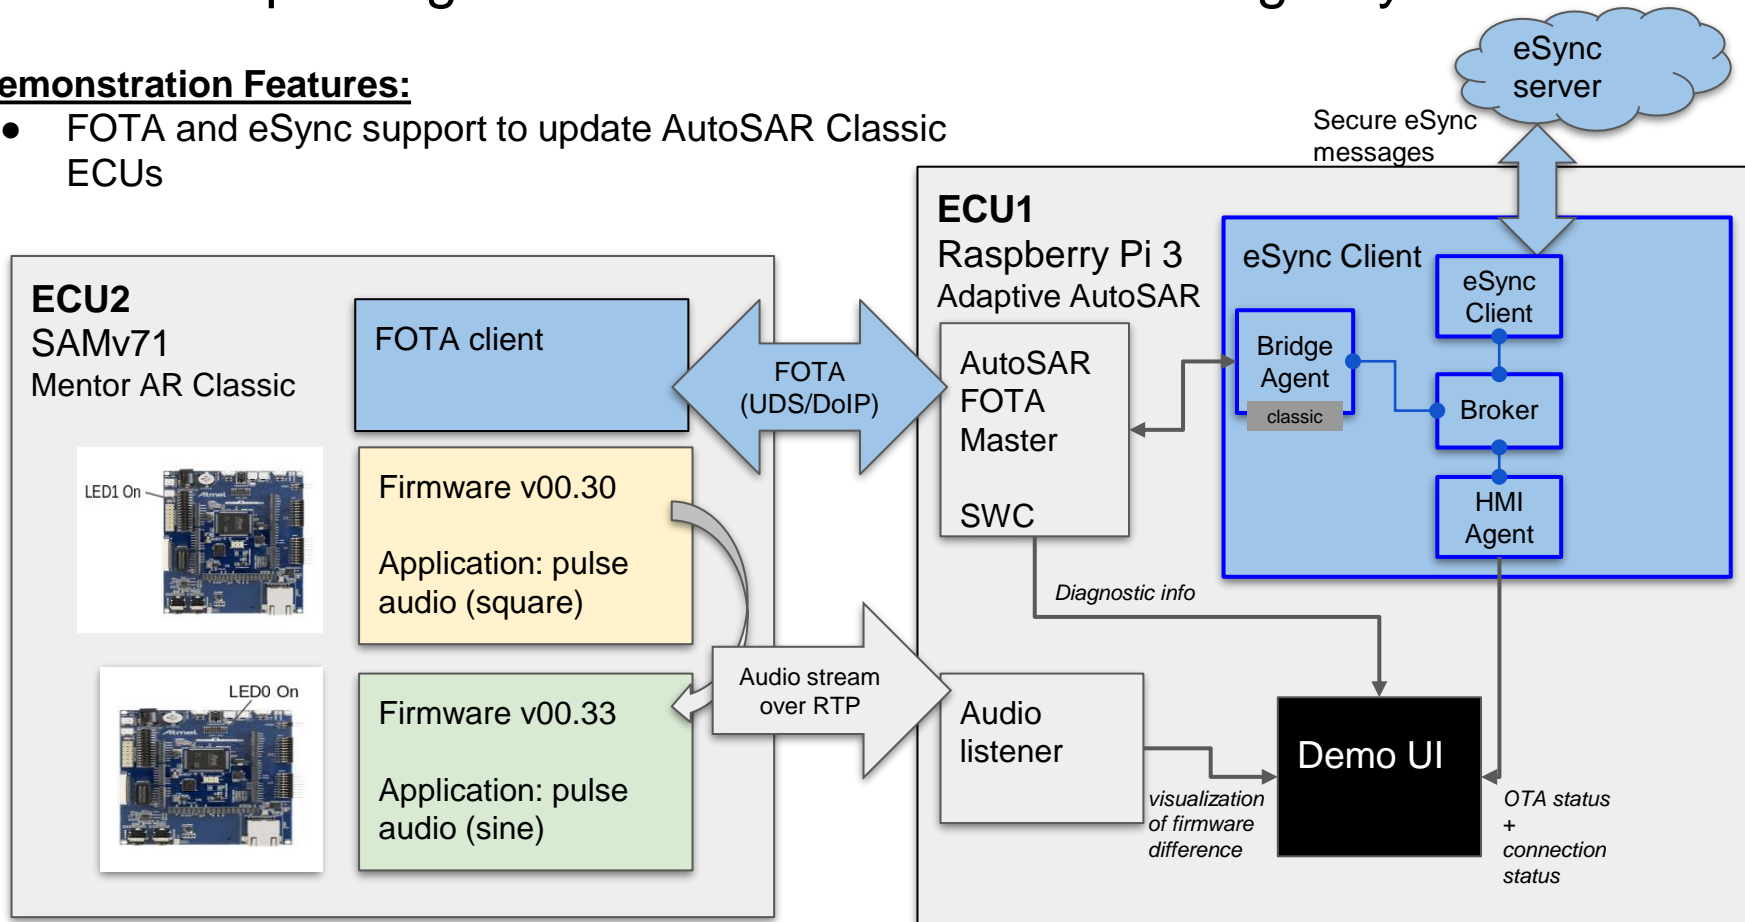 emonstration Features:
● FOTA and eSync support to update AutoSAR Classic
ECUs
eSync
server
Secure eSync
messages
ECU2
SAMv71
Mentor AR Classic
FOTA client
FOTA
(UDS/DoIP)
LED1 On
Atmel
Firmware v00.30
Application: pulse
audio (square)
LED0 On
Atmel
Firmware v00.33
Application: pulse
audio (sine)
Audio stream
over RTP
ECU1
Raspberry Pi 3
Adaptive AutoSAR
AutoSAR
FOTA
Master
SWC
eSync Client
eSync
Client
Bridge
Agent
classic
Broker
HMI
Agent
Diagnostic info
Audio
listener
visualization
of firmware
difference
Demo UI
OTA status
+
connection
status